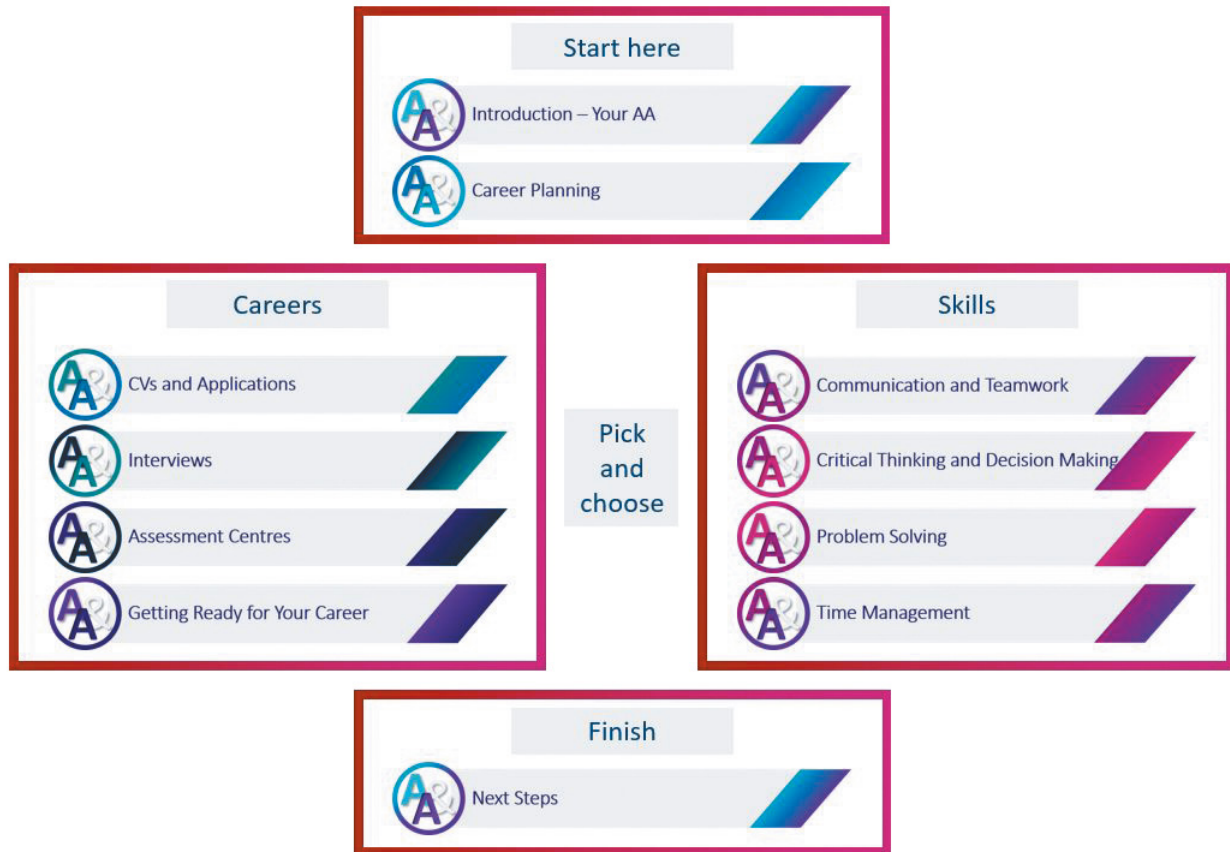 Start here
A&A Introduction – Your AA
A&A Career Planning
Careers
A&A CVs and Applications
A&A Interviews
A&A Assessment Centres
A&A Getting Ready for Your Career
Pick
and
choose
Skills
A&A Communication and Teamwork
A&A Critical Thinking and Decision Making
A&A Problem Solving
A&A Time Management
Finish
A&A Next Steps